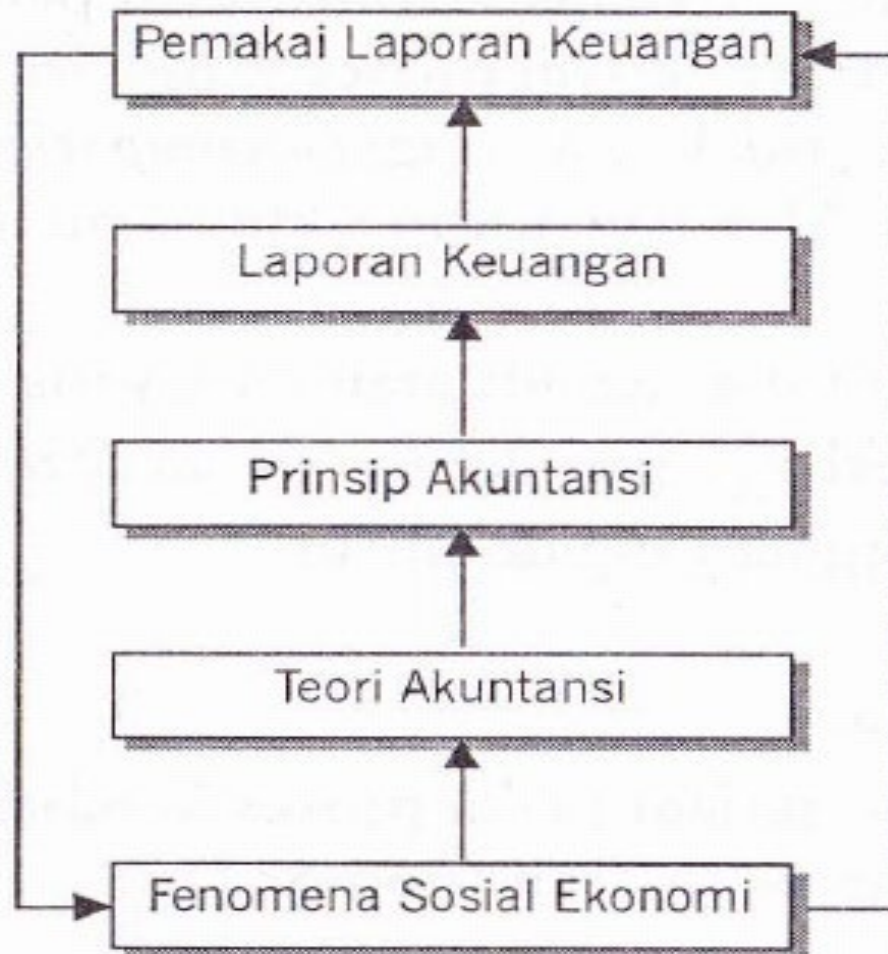 Pemakai Laporan Keuangan
Laporan Keuangan
Prinsip Akuntansi
Teori Akuntansi
Fenomena Sosial Ekonomi